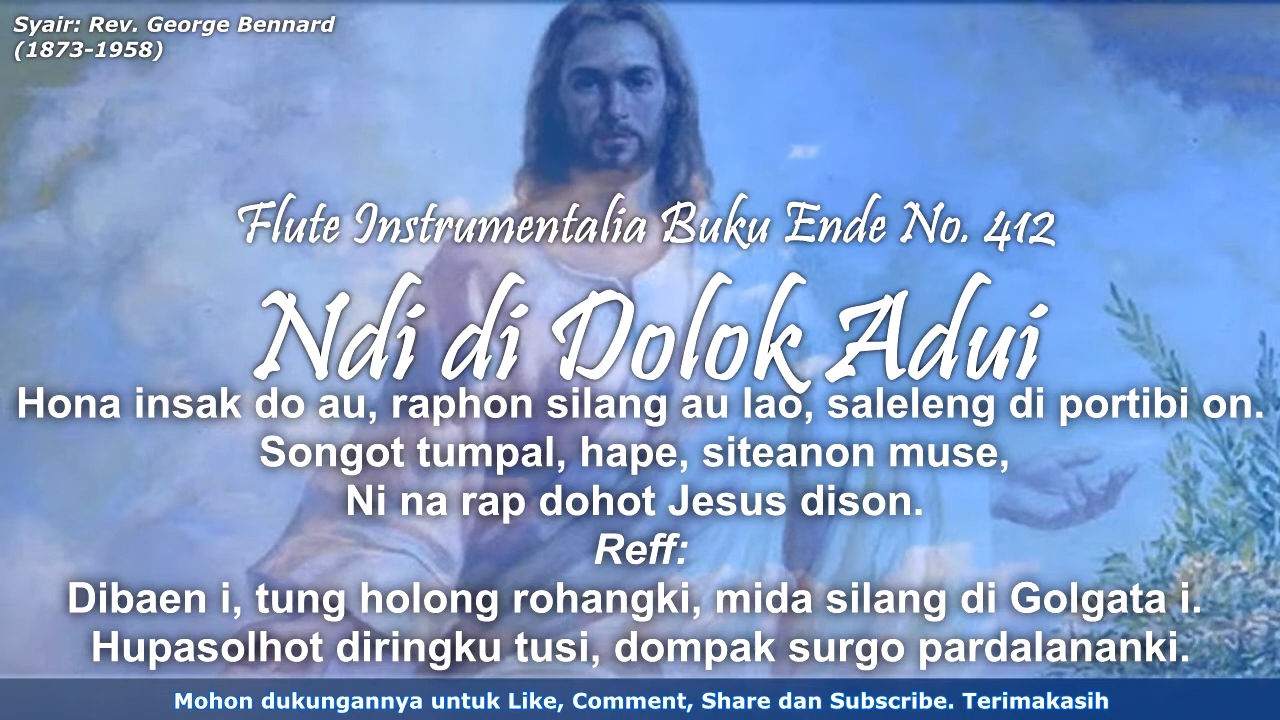 Syair: Rev. George Bennard
(1873-1958)
Flute Instrumentalia Buku Ende No. 412
Ndi di Dolok Adui
Hona insak do au, raphon silang au lao, saleleng di portibi on.
Songot tumpal, hape, siteanon muse,
Ni na rap dohot Jesus dison.
Reff:
Dibaen i, tung holong rohangki, mida silang di Golgata i.
Hupasolhot diringku tusi, dompak surgo pardalananki.
Mohon dukungannya untuk Like, Comment, Share dan Subscribe. Terimakasih